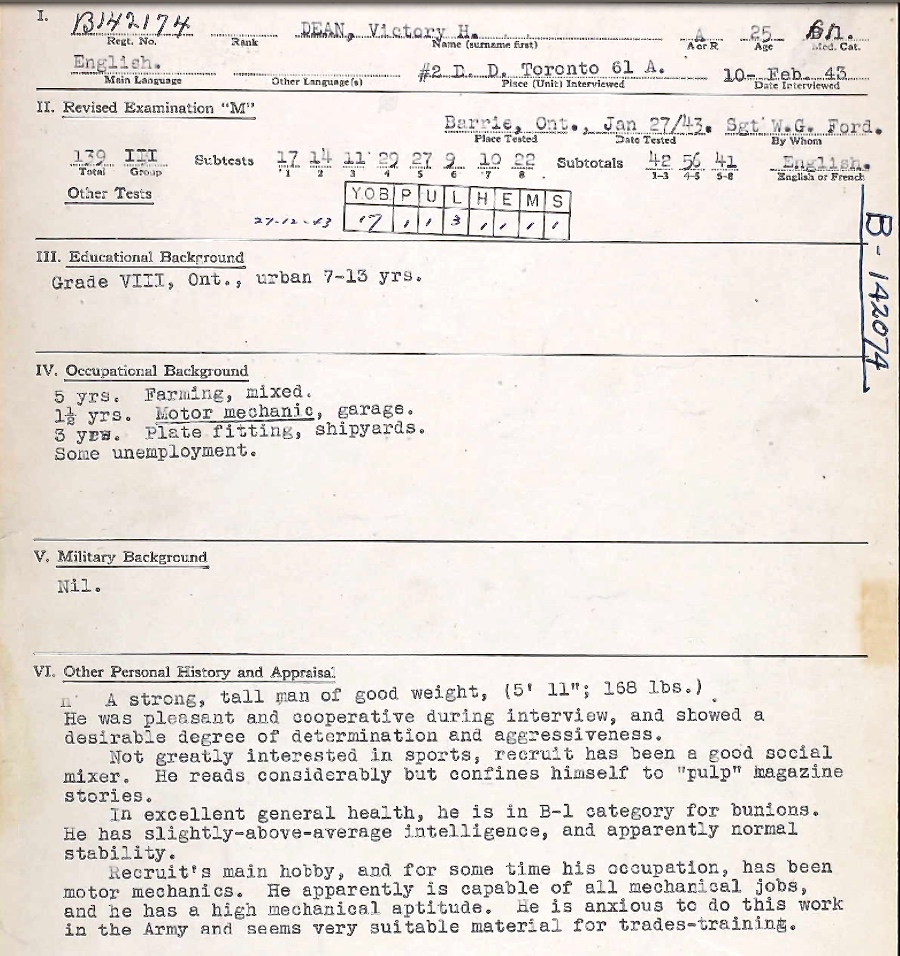 I. B142174 DEAN, Victory H. A 25
Regt. No. Rank Name (surname first) A or R Age Med. Cat.
English. #2 D. D. Toronto 61 A. 10- Feb. 43
Main Language Other Language(s) Place (Unit) Interviewed Date Interviewed
II. Revised Examination "M"
Barrie, Ont., Jan 27/43. Sgt W.G. Ford.
Place Tested Date Tested By Whom
139 III Subtests 17 14 11 29 27 9 10 22 Subtotals 42 56 41 English.
Total Group 1 2 3 4 5 6 7 8 1-3 4-5 5-8 English or French
Other Tests Y.O.B. P U L H E M S
27-12-43 17 1 1 3 1 1 1 1
B-142074
III. Educational Background
Grade VIII, Ont., urban 7-13 yrs.
IV. Occupational Background
5 yrs. Farming, mixed.
1½ yrs. Motor mechanic, garage.
3 yrs. Plate fitting, shipyards.
Some unemployment.
V. Military Background
Nil.
VI. Other Personal History and Appraisal
A strong, tall man of good weight, (5' 11"; 168 lbs.)
He was pleasant and cooperative during interview, and showed a
desirable degree of determination and aggressiveness.
Not greatly interested in sports, recruit has been a good social
mixer. He reads considerably but confines himself to "pulp" magazine
stories.
In excellent general health, he is in B-1 category for bunions.
He has slightly-above-average intelligence, and apparently normal
stability.
Recruit's main hobby, and for some time his occupation, has been
motor mechanics. He apparently is capable of all mechanical jobs,
and he has a high mechanical aptitude. He is anxious to do this work
in the Army and seems very suitable material for trades-training.